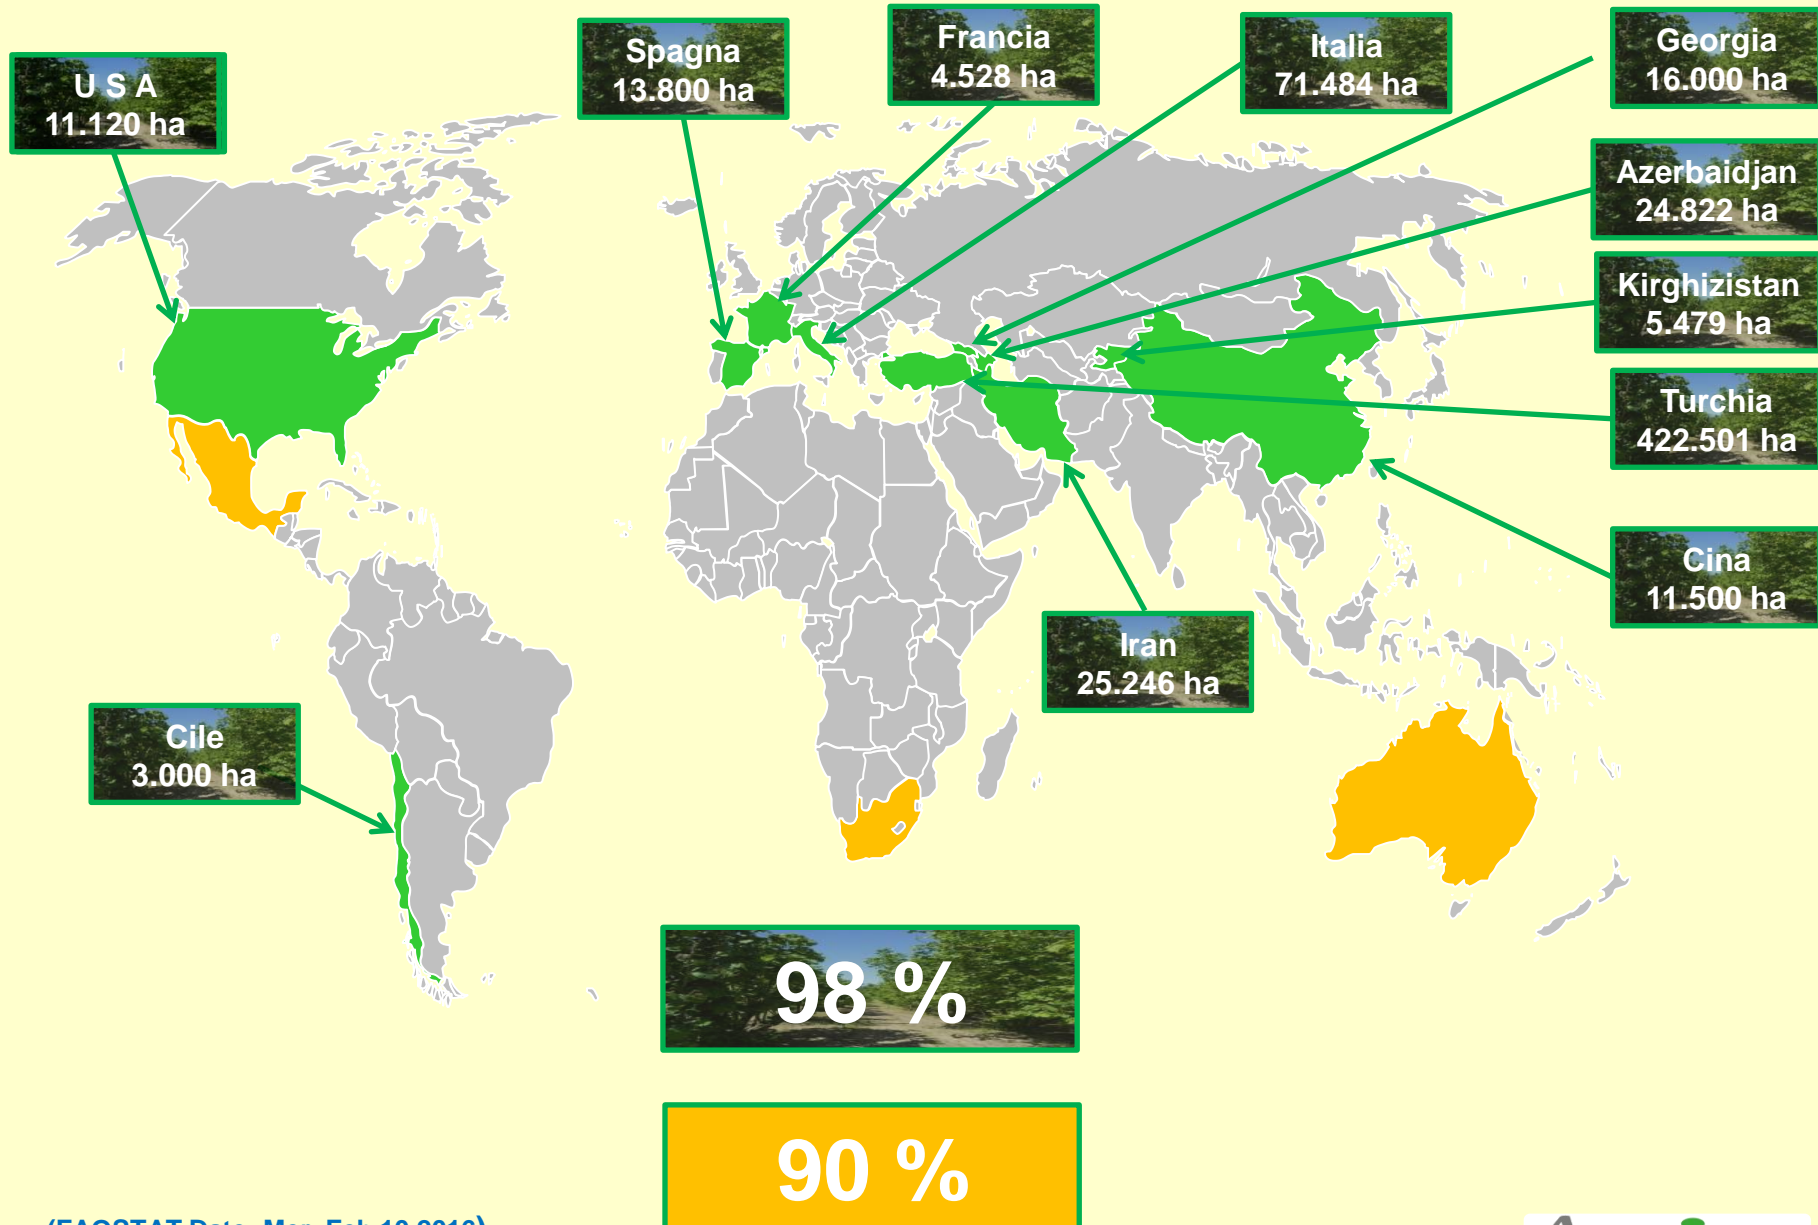 U S A
11.120 ha
Spagna
13.800 ha
Francia
4.528 ha
Italia
71.484 ha
Georgia
16.000 ha
Azerbaidjan
24.822 ha
Kirghizistan
5.479 ha
Turchia
422.501 ha
Cina
11.500 ha
Iran
25.246 ha
Cile
3.000 ha
98 %
90 %